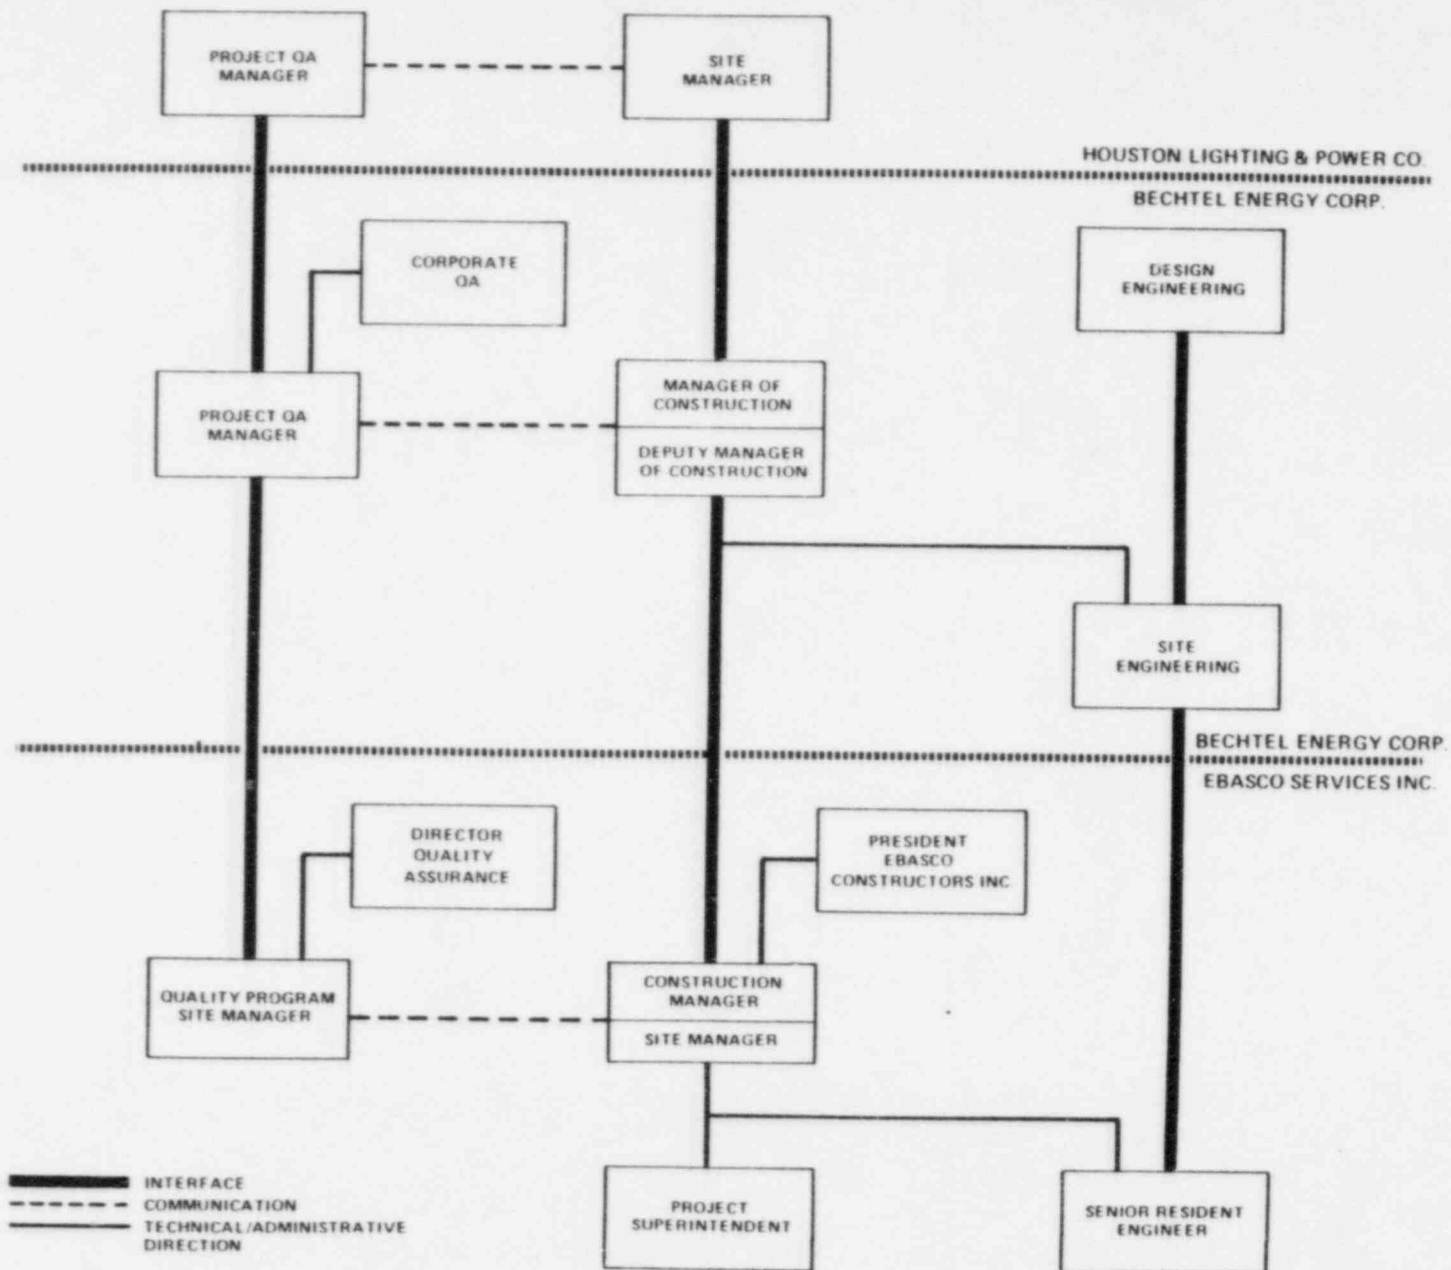 PROJECT QA
MANAGER
SITE
MANAGER
HOUSTON LIGHTING & POWER CO.
BECHTEL ENERGY CORP.
CORPORATE
QA
DESIGN
ENGINEERING
PROJECT QA
MANAGER
MANAGER OF
CONSTRUCTION
DEPUTY MANAGER
OF CONSTRUCTION
SITE
ENGINEERING
BECHTEL ENERGY CORP.
EBASCO SERVICES INC.
DIRECTOR
QUALITY
ASSURANCE
PRESIDENT
EBASCO
CONSTRUCTORS INC
QUALITY PROGRAM
SITE MANAGER
CONSTRUCTION
MANAGER
SITE MANAGER
INTERFACE
COMMUNICATION
TECHNICAL/ADMINISTRATIVE
DIRECTION
PROJECT
SUPERINTENDENT
SENIOR RESIDENT
ENGINEER